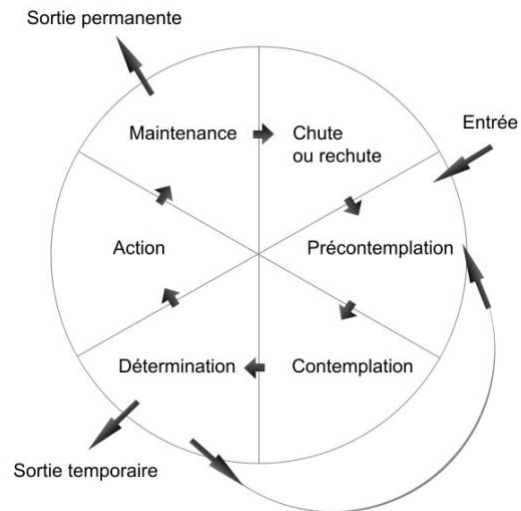 Sortie permanente
Entrée
Maintenance
Chute
ou rechute
Action
Précontemplation
Détermination
Contemplation
Sortie temporaire